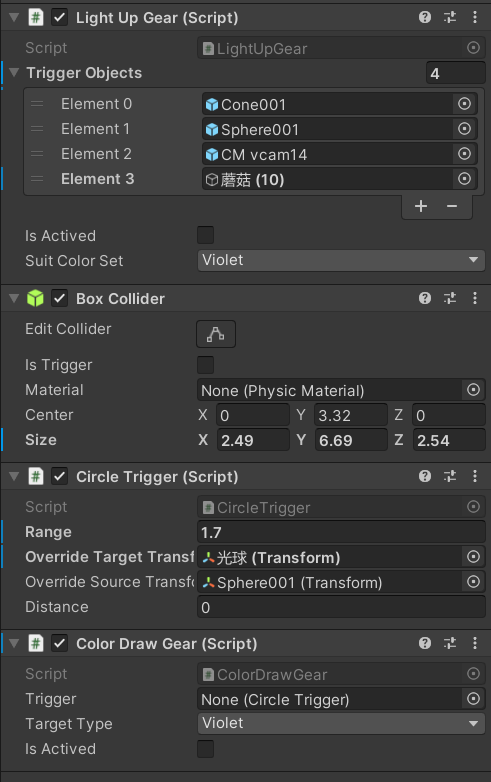 Light Up Gear (Script)
Script LightUpGear
Trigger Objects 4
Element 0 Cone001
Element 1 Sphere001
Element 2 CM vcam14
Element 3 蘑菇 (10)
+ −
Is Actived
Suit Color Set Violet
Box Collider
Edit Collider
Is Trigger
Material None (Physic Material)
Center X 0 Y 3.32 Z 0
Size X 2.49 Y 6.69 Z 2.54
Circle Trigger (Script)
Script CircleTrigger
Range 1.7
Override Target Transf 光球 (Transform)
Override Source Transfo Sphere001 (Transform)
Distance 0
Color Draw Gear (Script)
Script ColorDrawGear
Trigger None (Circle Trigger)
Target Type Violet
Is Actived